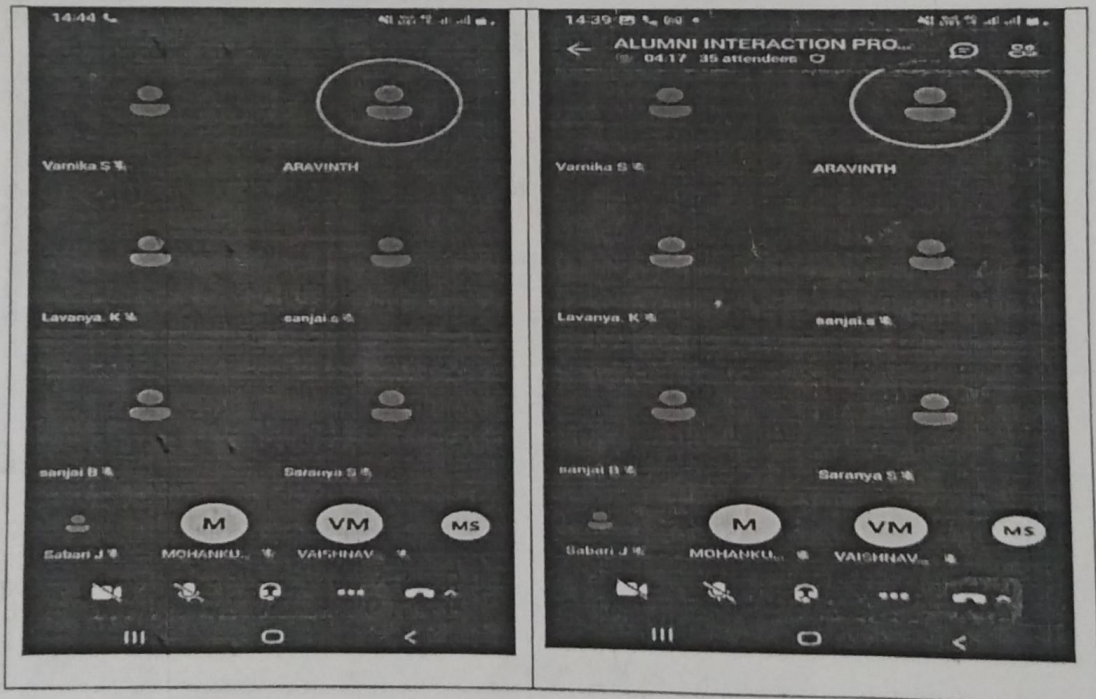 14:44
Varnika S
ARAVINTH
Lavanya. K
sanjai.s
sanjai B
Saranya S
M
VM
MS
Sabari J
MOHANKU...
VAISHNAV...
14:39
ALUMNI INTERACTION PRO...
04:17 35 attendees
Varnika S
ARAVINTH
Lavanya. K
sanjai.s
sanjai B
Saranya S
M
VM
MS
Sabari J
MOHANKU...
VAISHNAV...